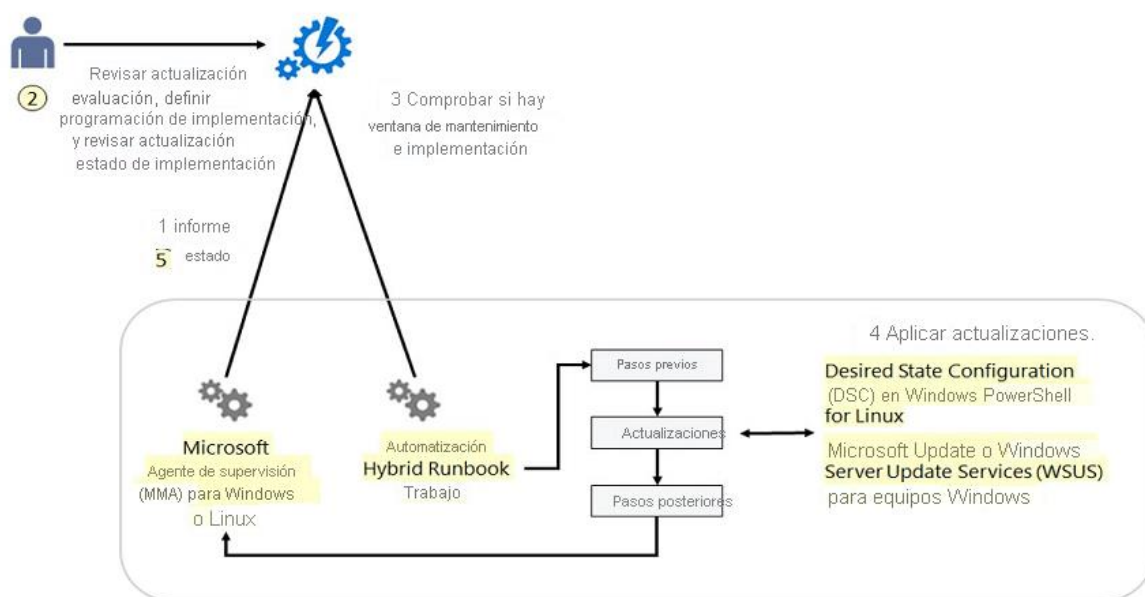 2
Revisar actualización
evaluación, definir
programación de implementación,
y revisar actualización
estado de implementación
3 Comprobar si hay
ventana de mantenimiento
e implementación
1 informe
5 estado
4 Aplicar actualizaciones.
Desired State Configuration
(DSC) en Windows PowerShell
for Linux
Microsoft Update o Windows
Server Update Services (WSUS)
para equipos Windows
Pasos previos
Actualizaciones
Pasos posteriores
Microsoft
Agente de supervisión
(MMA) para Windows
o Linux
Automatización
Hybrid Runbook
Trabajo